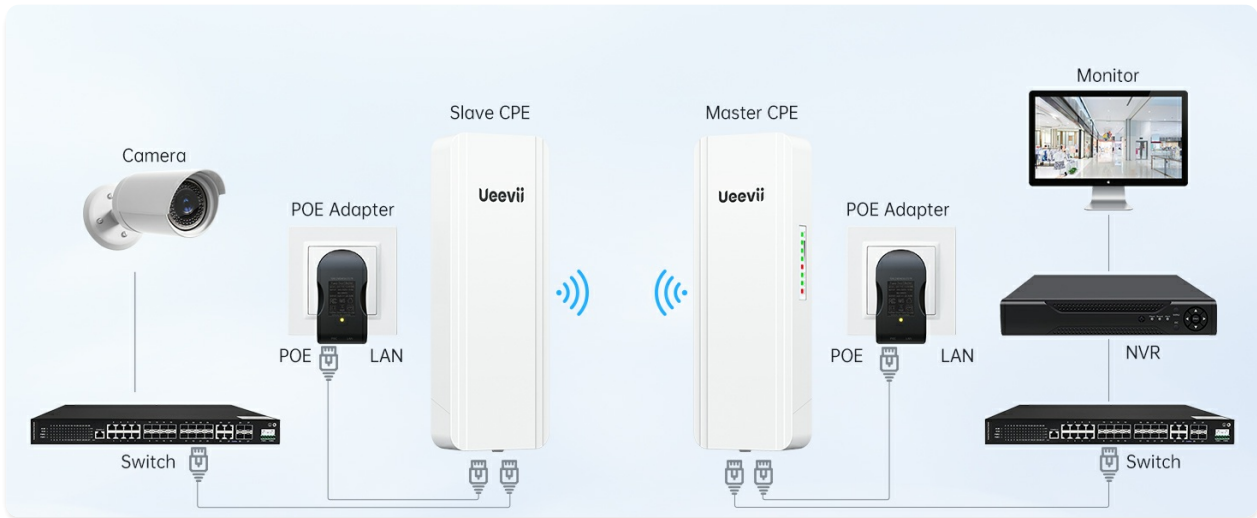 Monitor
Slave CPE
Master CPE
Camera
Ueevii
Ueevii
POE Adapter
POE Adapter
POE
LAN
POE
LAN
NVR
Switch
Switch